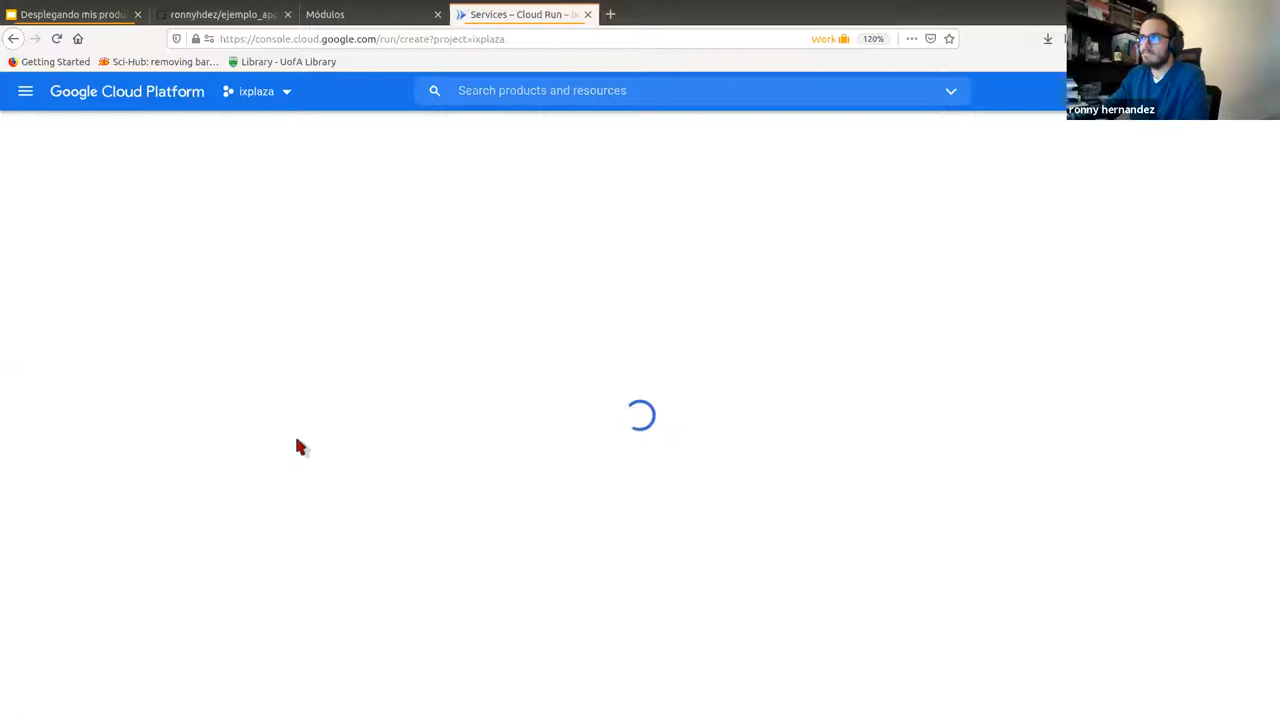 Desplegando mis produ
ronnyhdez/ejemplo_app
Módulos
Services – Cloud Run –
https://console.cloud.google.com/run/create?project=ixplaza
Work
120%
Getting Started
Sci-Hub: removing bar...
Library - UofA Library
Google Cloud Platform
ixplaza
Search products and resources
ronny hernandez